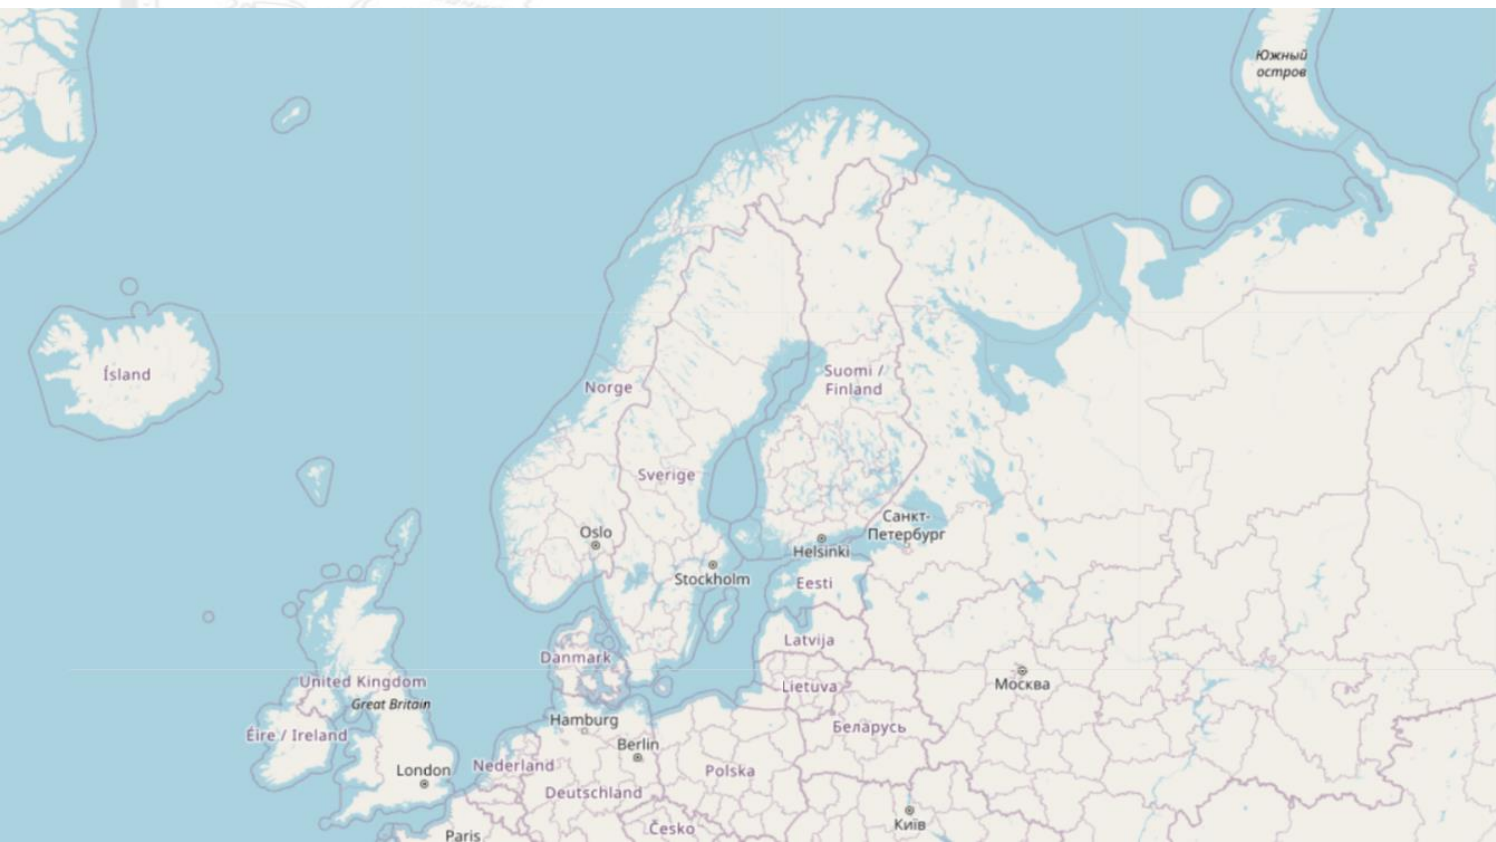 Южный
остров
Ísland
Norge
Suomi /
Finland
Sverige
Oslo
Санкт-
Петербург
Helsinki
Stockholm
Eesti
Latvija
Danmark
United Kingdom
Москва
Lietuva
Great Britain
Hamburg
Беларусь
Éire / Ireland
Berlin
Nederland
London
Polska
Deutschland
Česko
Київ
Paris